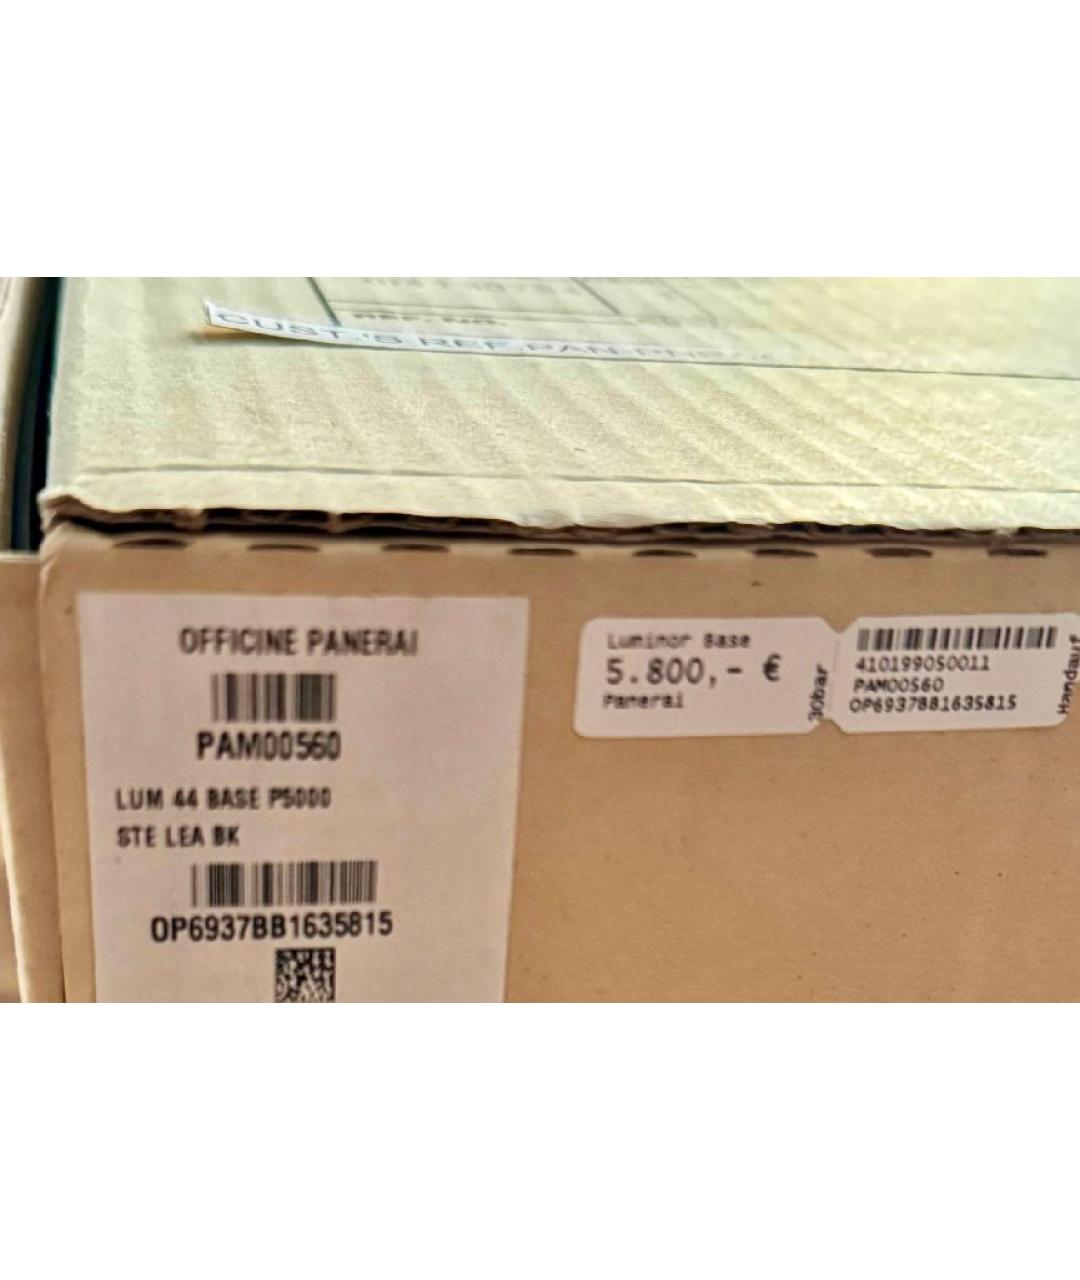 CUST.'S REF.PAN
OFFICINE PANERAI
PAM00560
LUM 44 BASE P5000
STE LEA BK
OP6937BB1635815
Luminor Base
5.800,- €
Panerai
30bar
410199050011
PAM00560
OP6937BB1635815
Handauf